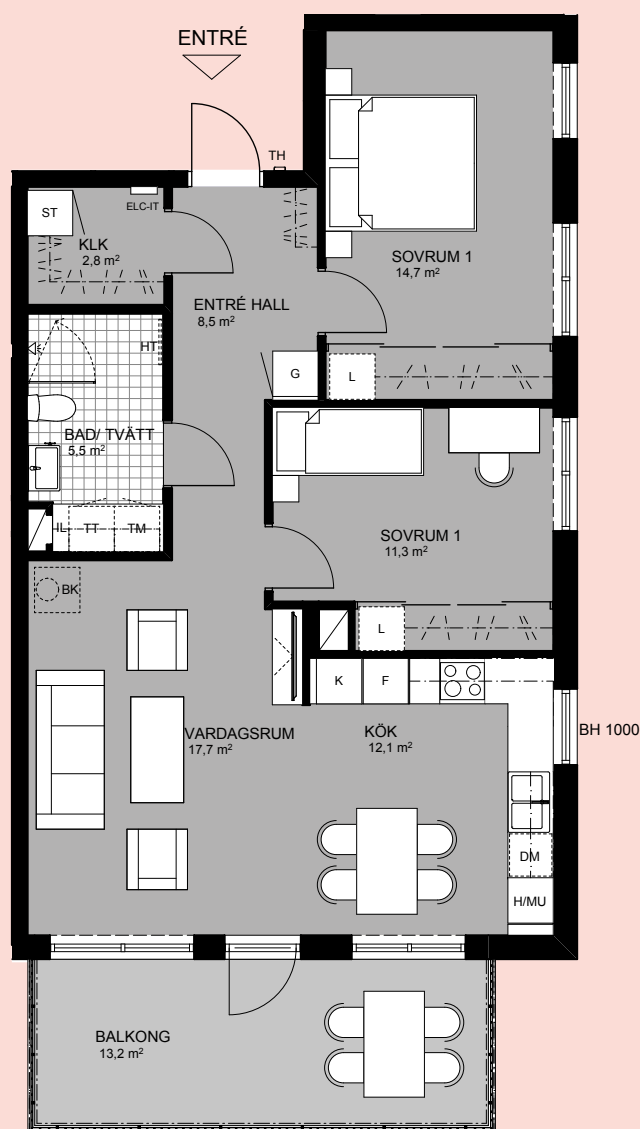 ENTRÉ
TH
ELC-IT
ST
KLK
2,8 m²
SOVRUM 1
14,7 m²
ENTRÉ HALL
8,5 m²
HT
G
L
BAD/ TVÄTT
5,5 m²
IL
TT
TM
SOVRUM 1
11,3 m²
BK
L
K
F
VARDAGSRUM
17,7 m²
KÖK
12,1 m²
BH 1000
DM
H/MU
BALKONG
13,2 m²